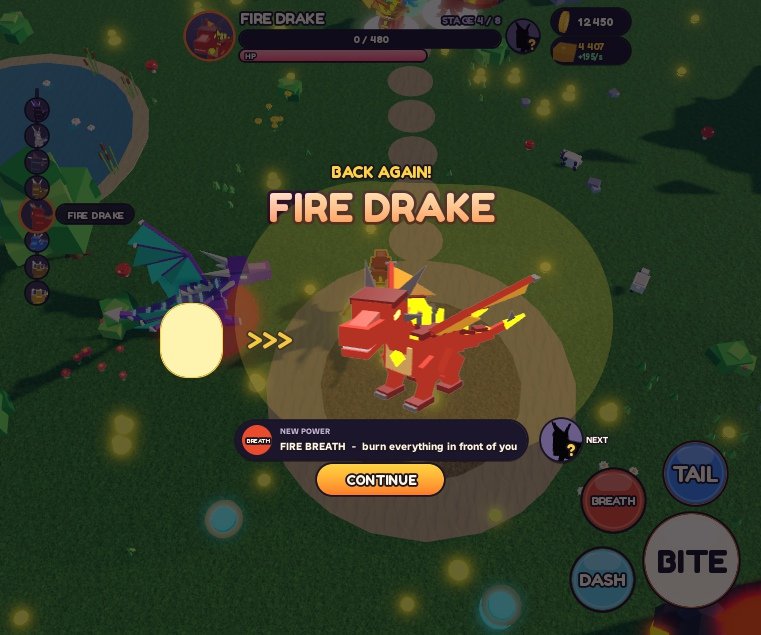 FIRE DRAKE
STAGE 4 / 8
0 / 480
HP
?
12 450
4 407
+195/s
BACK AGAIN!
FIRE DRAKE
FIRE DRAKE
>>>
NEW POWER
BREATH
FIRE BREATH - burn everything in front of you
?
NEXT
CONTINUE
TAIL
BREATH
BITE
DASH